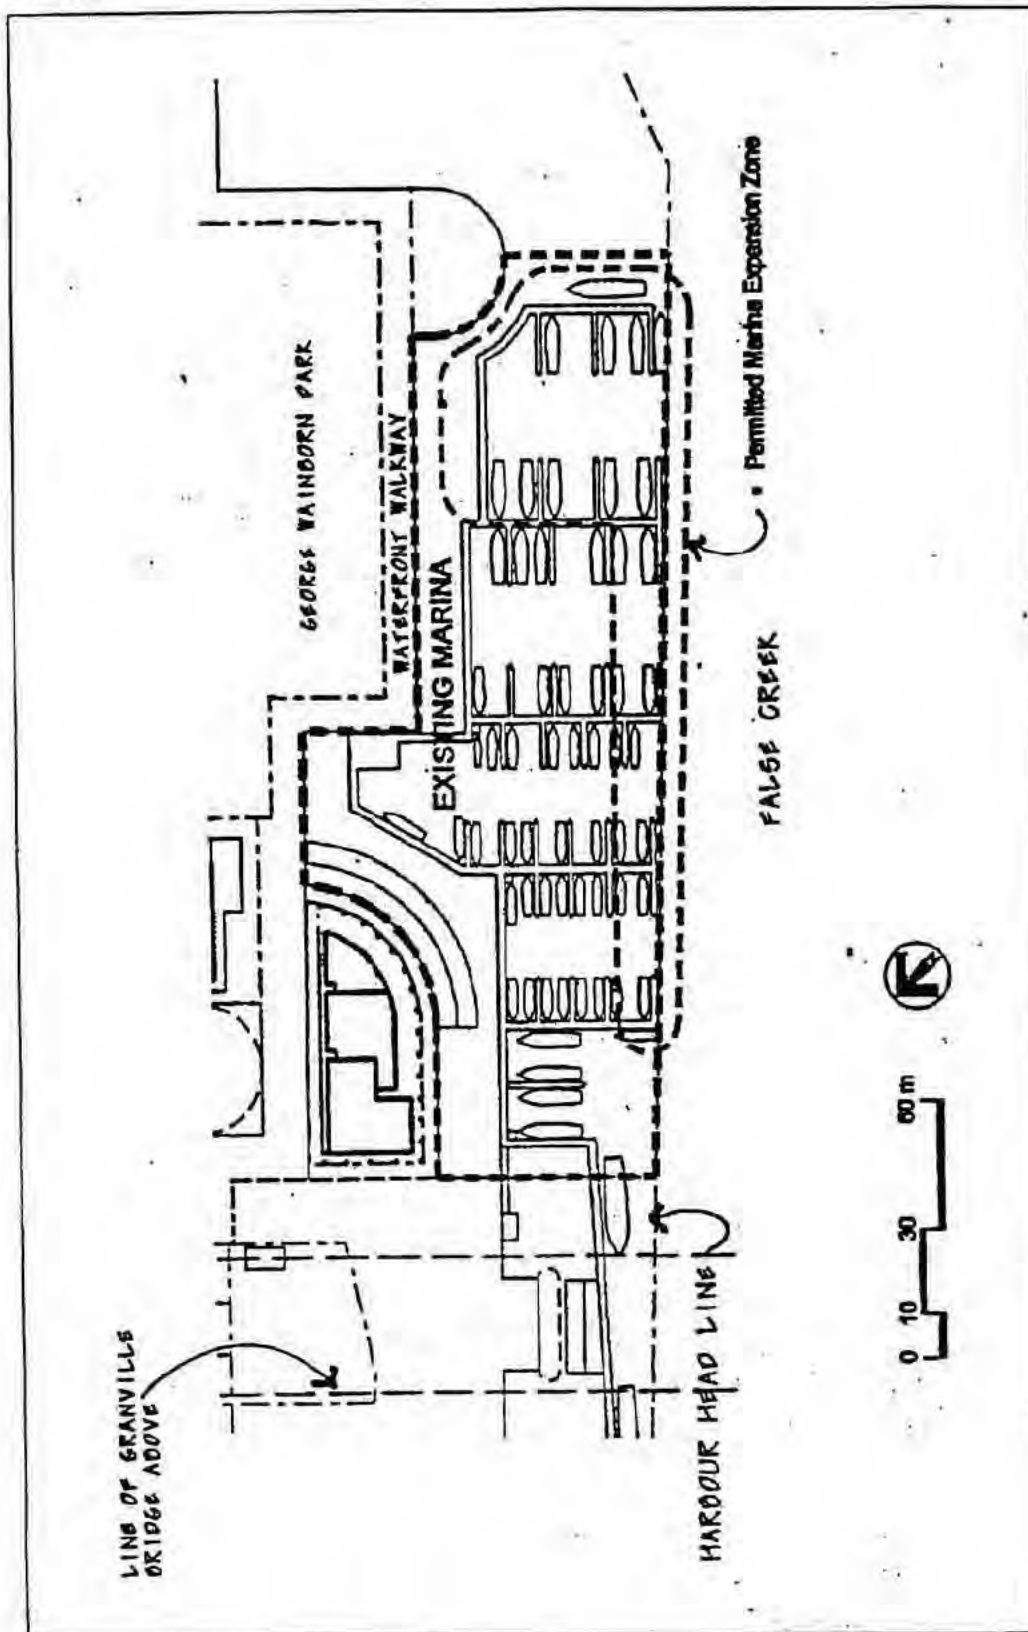 LINE OF GRANVILLE
BRIDGE ABOVE
GEORGE WAINBORN PARK
WATERFRONT WALKWAY
EXISTING MARINA
Permitted Marina Expansion Zone
FALSE CREEK
HARBOUR HEAD LINE
0 10 30 60 m